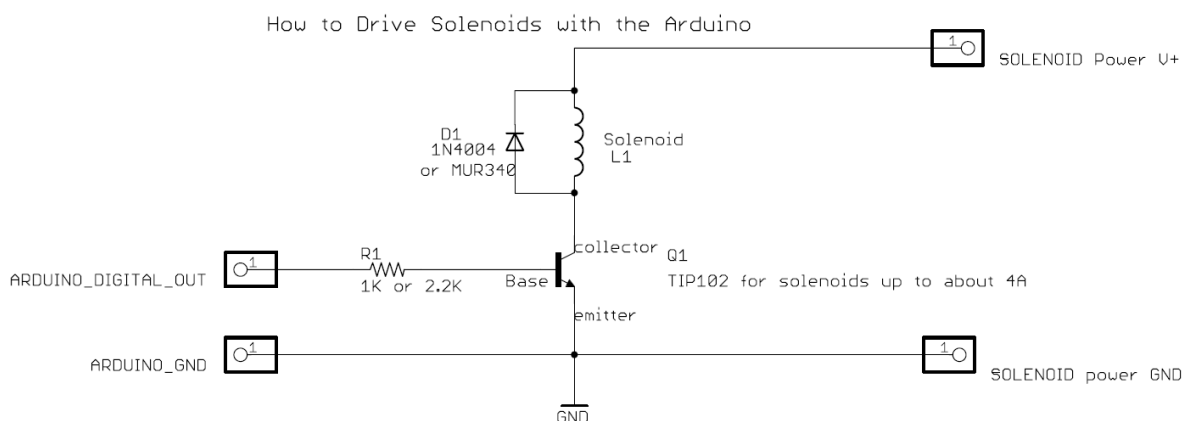 How to Drive Solenoids with the Arduino
1
SOLENOID Power V+
D1
1N4004
or MUR340
Solenoid
L1
collector
Q1
TIP102 for solenoids up to about 4A
1
ARDUINO_DIGITAL_OUT
R1
1K or 2.2K
Base
emitter
1
ARDUINO_GND
1
SOLENOID power GND
GND